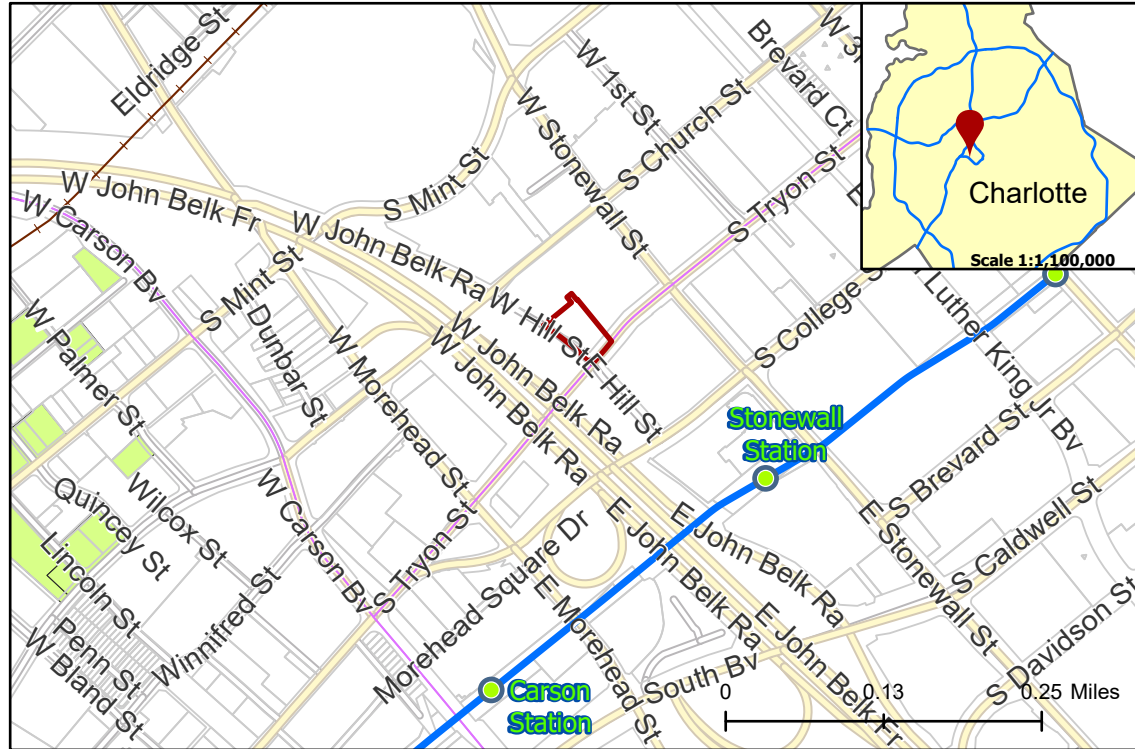 Eldridge St
W 1st St
Brevard Ct
W 3r
W Stonewall St
S Church St
S Tryon St
E
Charlotte
Scale 1:1,100,000
W John Belk Fr
W Carson Bv
S Mint St
W John Belk Ra
S Mint St
W Hill St
E Hill St
S College S
Luther King Jr Bv
W Palmer St
Dunbar St
W Morehead St
W John Belk Ra
W John Belk Ra
Stonewall
Station
S Brevard St
Quincey St
Wilcox St
Lincoln St
W Carson Bv
S Tryon St
E Stonewall St
S Caldwell St
Penn St
W Bland St
Winnifred St
Morehead Square Dr
E Morehead St
E John Belk Ra
E John Belk Ra
E John Belk Fr
South Bv
S Davidson St
Carson
Station
0
0.13
0.25 Miles